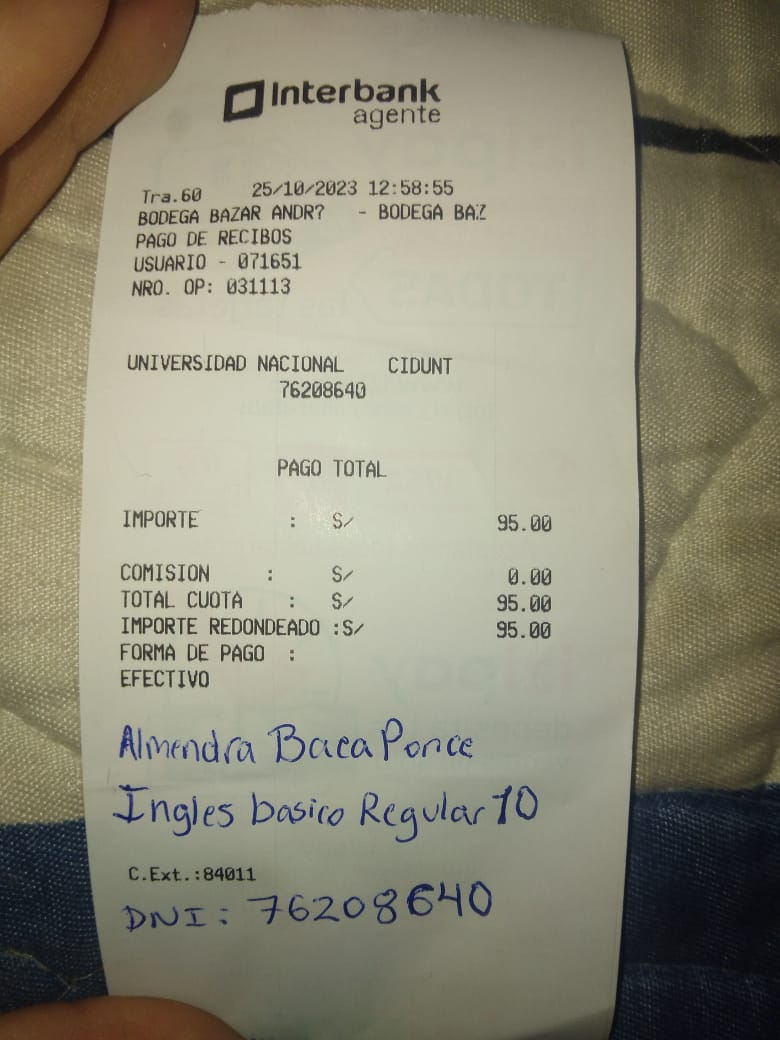 Interbank
agente
Tra.60 25/10/2023 12:58:55
BODEGA BAZAR ANDR? - BODEGA BAZ
PAGO DE RECIBOS
USUARIO - 071651
NRO. OP: 031113
UNIVERSIDAD NACIONAL CIDUNT
76208640
PAGO TOTAL
IMPORTE : S/ 95.00
COMISION : S/ 0.00
TOTAL CUOTA : S/ 95.00
IMPORTE REDONDEADO :S/ 95.00
FORMA DE PAGO :
EFECTIVO
Almendra Baca Ponce
Ingles basico Regular 10
C.Ext.:84011
DNI: 76208640